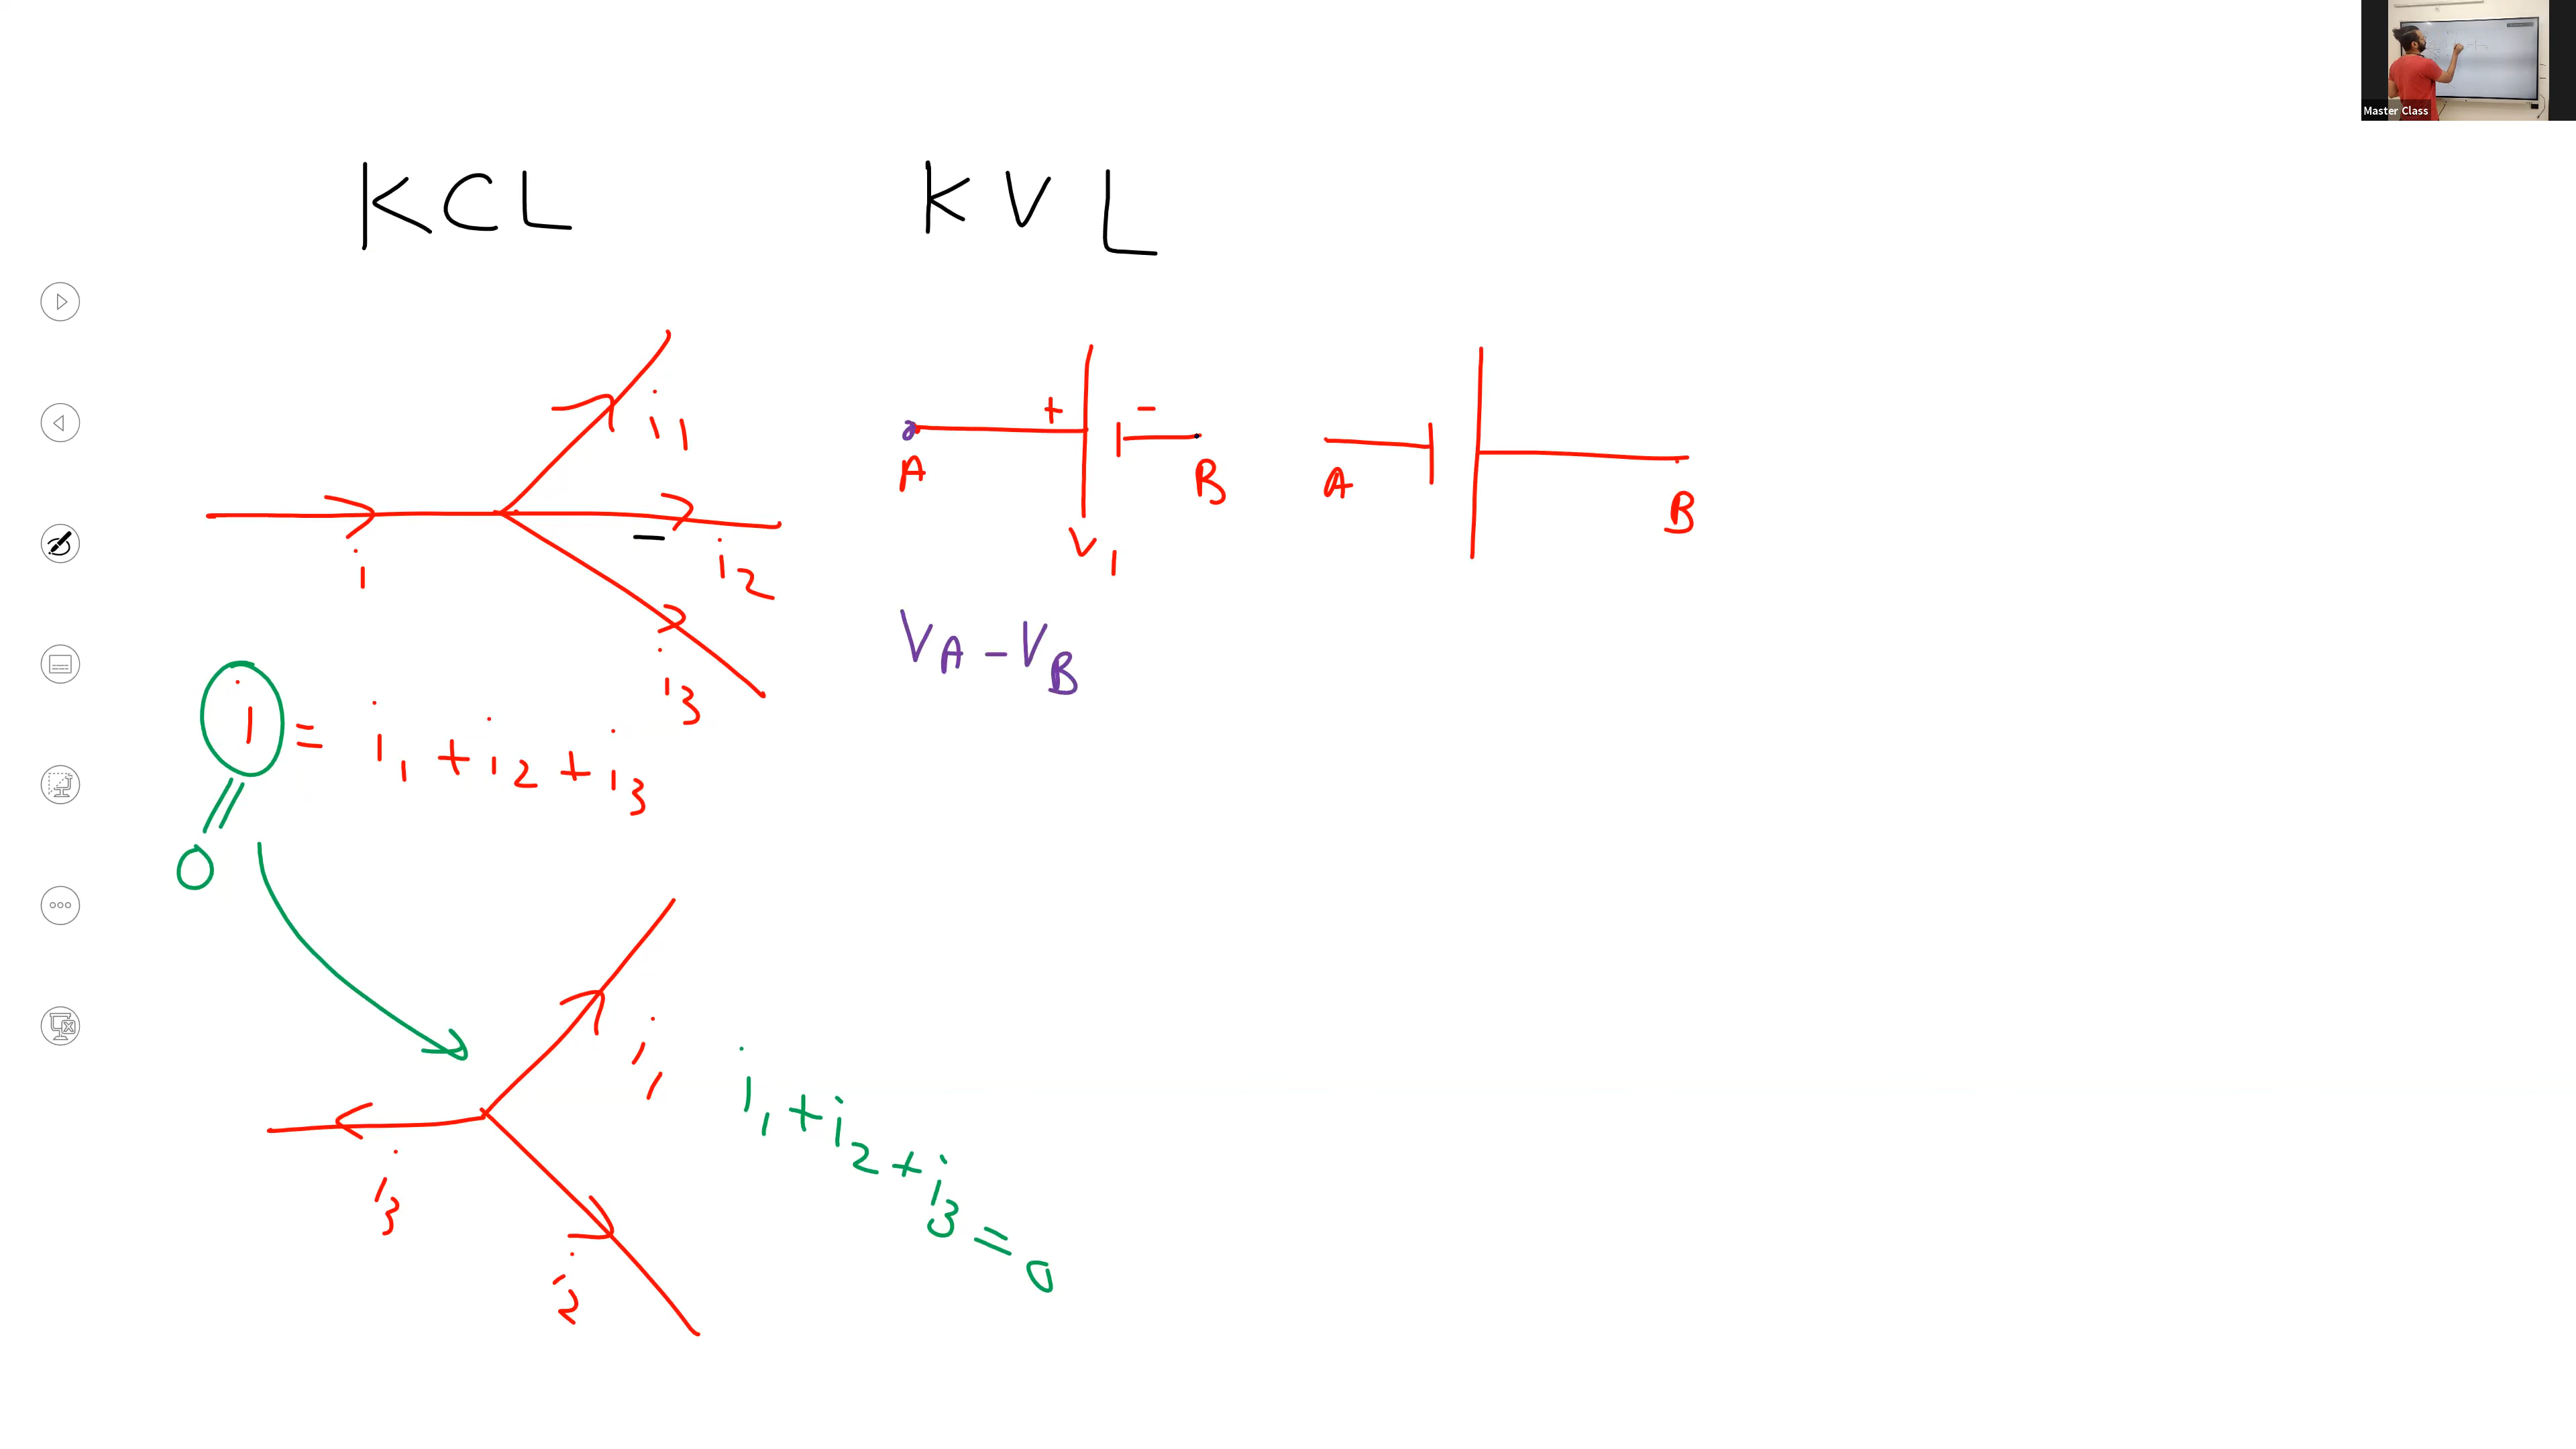 Master Class
KCL
KVL
i
i1
i2
i3
i = i1 + i2 + i3
0
+ -
A B
V1
A B
VA - VB
i1
i2
i3
i1 + i2 + i3 = 0